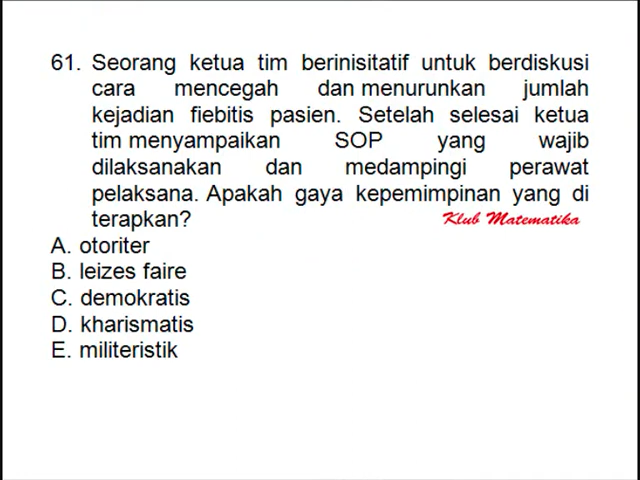 61. Seorang ketua tim berinisitatif untuk berdiskusi
cara mencegah dan menurunkan jumlah
kejadian fiebitis pasien. Setelah selesai ketua
tim menyampaikan SOP yang wajib
dilaksanakan dan medampingi perawat
pelaksana. Apakah gaya kepemimpinan yang di
terapkan?
Klub Matematika
A. otoriter
B. leizes faire
C. demokratis
D. kharismatis
E. militeristik